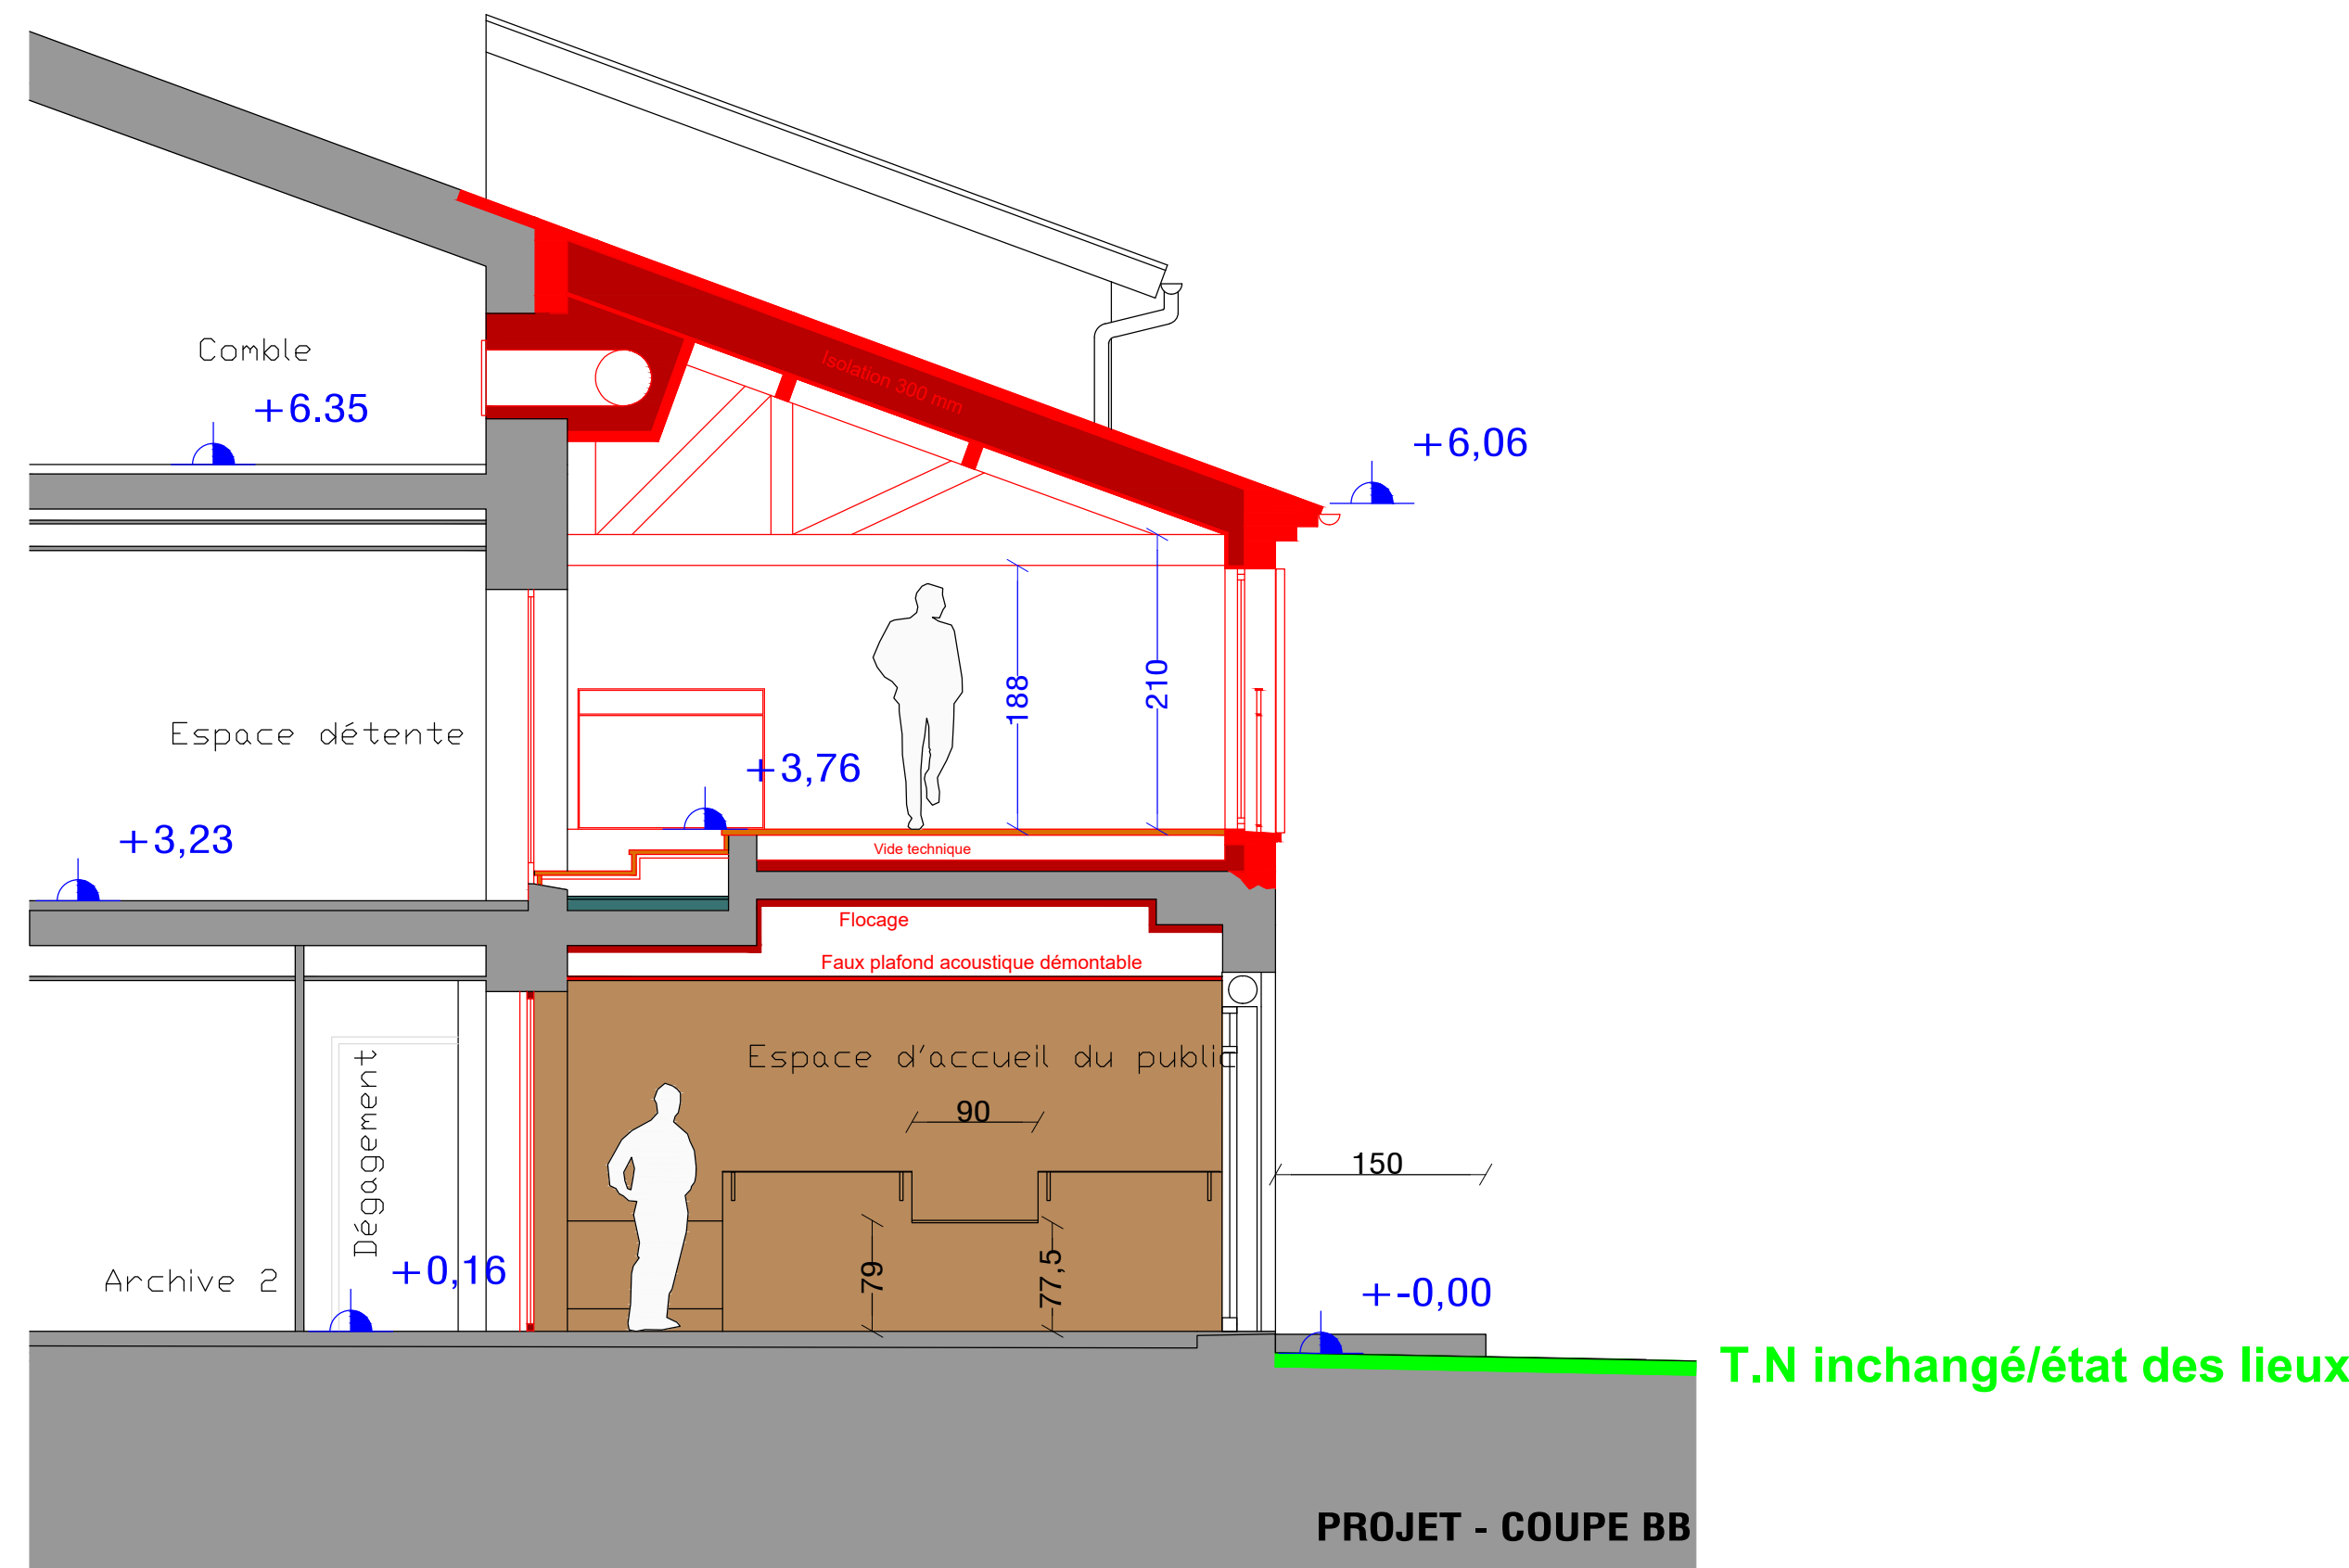 Isolation 300 mm
Comble
+6.35
+6,06
188
210
Espace détente
+3,76
+3,23
Vide technique
Flocage
Faux plafond acoustique démontable
Espace d'accueil du public
Dégagement
90
150
79
77,5
Archive 2
+0,16
+-0,00
T.N inchangé/état des lieux
PROJET - COUPE BB